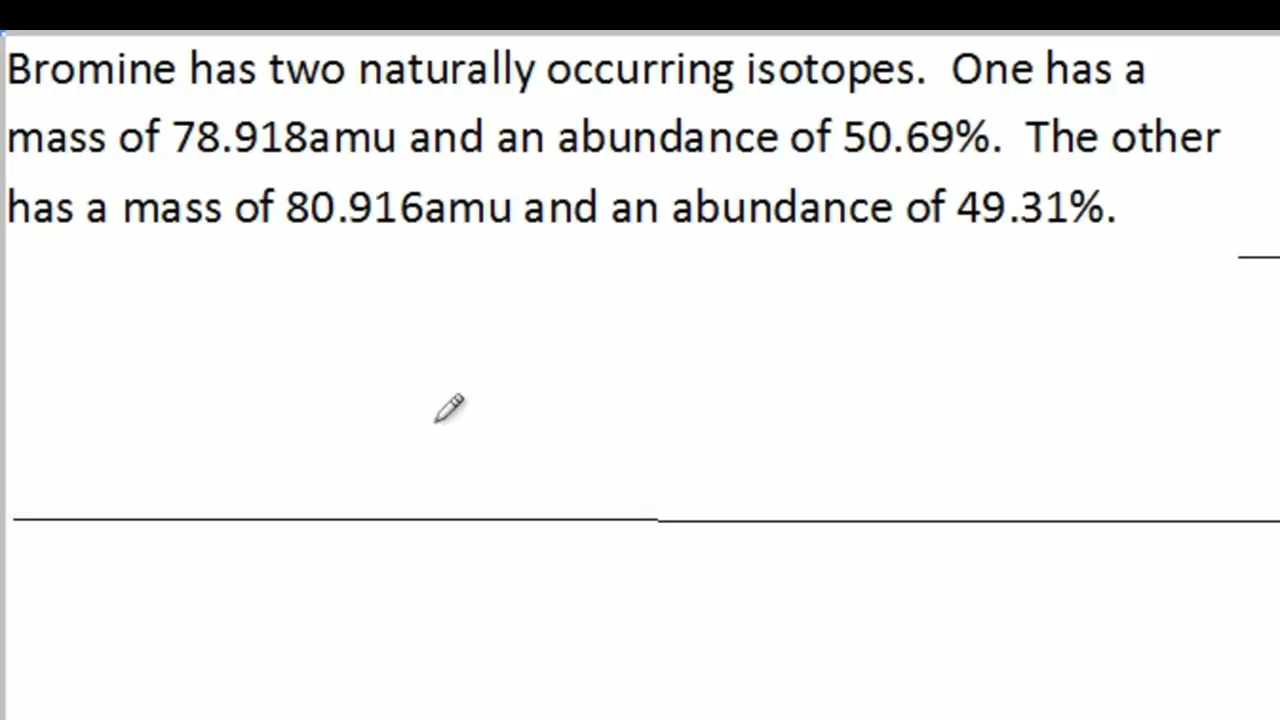 Bromine has two naturally occurring isotopes.  One has a
mass of 78.918amu and an abundance of 50.69%.  The other
has a mass of 80.916amu and an abundance of 49.31%.